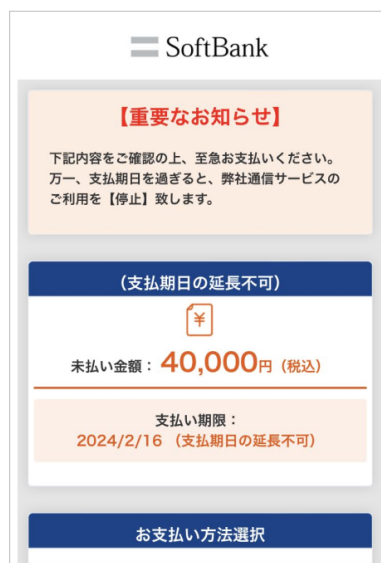 SoftBank
【重要なお知らせ】
下記内容をご確認の上、至急お支払いください。
万一、支払期日を過ぎると、弊社通信サービスの
ご利用を【停止】致します。
（支払期日の延長不可）
¥
未払い金額：40,000円（税込）
支払い期限：
2024/2/16（支払期日の延長不可）
お支払い方法選択